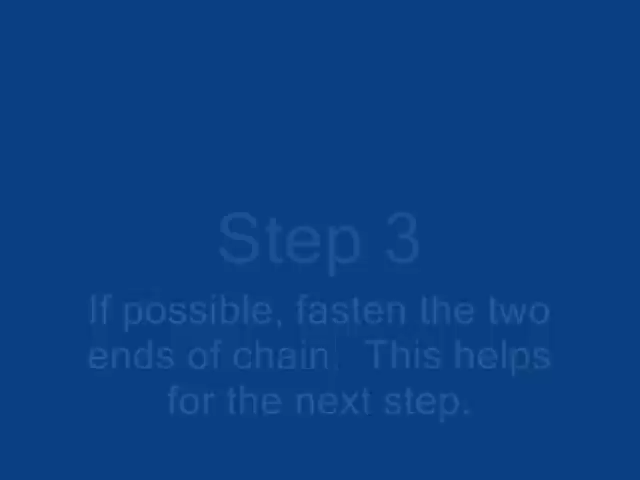 Step 3
If possible, fasten the two
ends of chain. This helps
for the next step.